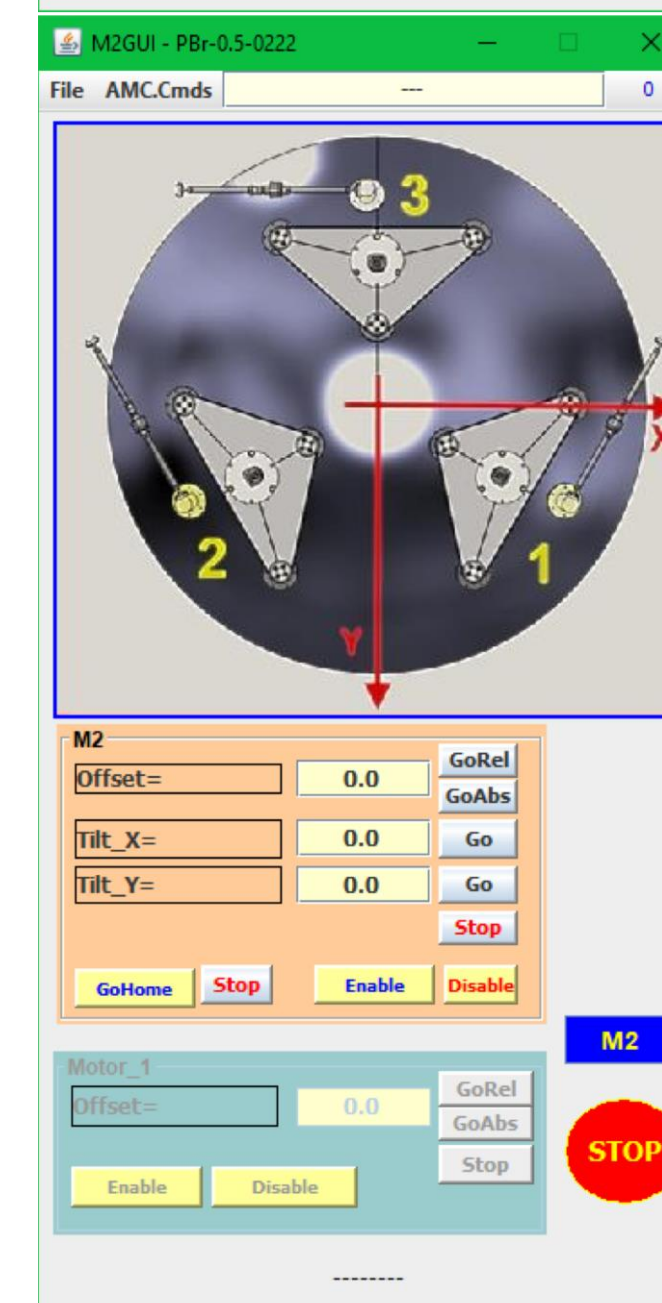 M2GUI - PBr-0.5-0222
File AMC.Cmds --- 0
3
X
2 1
Y
M2
Offset= 0.0 GoRel
GoAbs
Tilt_X= 0.0 Go
Tilt_Y= 0.0 Go
Stop
GoHome Stop Enable Disable
M2
Motor_1
Offset= 0.0 GoRel
GoAbs
Stop
STOP
Enable Disable
--------